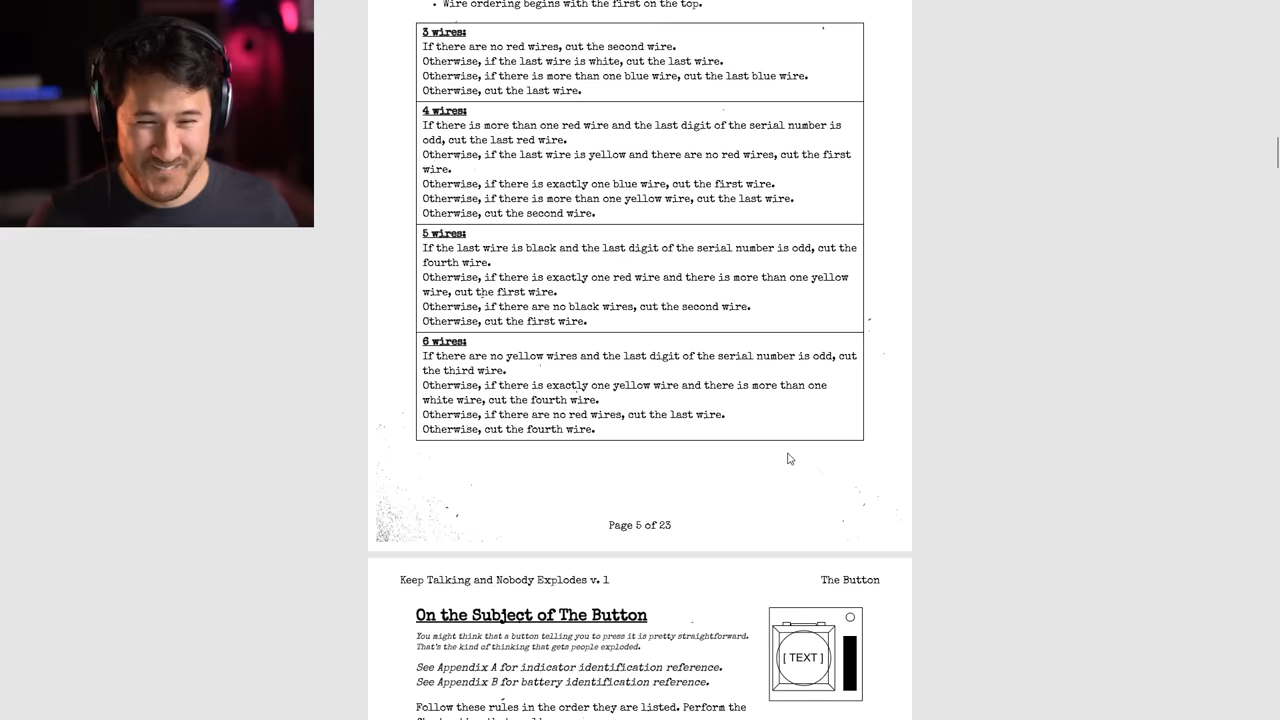 • Wire ordering begins with the first on the top.
3 wires:
If there are no red wires, cut the second wire.
Otherwise, if the last wire is white, cut the last wire.
Otherwise, if there is more than one blue wire, cut the last blue wire.
Otherwise, cut the last wire.
4 wires:
If there is more than one red wire and the last digit of the serial number is
odd, cut the last red wire.
Otherwise, if the last wire is yellow and there are no red wires, cut the first
wire.
Otherwise, if there is exactly one blue wire, cut the first wire.
Otherwise, if there is more than one yellow wire, cut the last wire.
Otherwise, cut the second wire.
5 wires:
If the last wire is black and the last digit of the serial number is odd, cut the
fourth wire.
Otherwise, if there is exactly one red wire and there is more than one yellow
wire, cut the first wire.
Otherwise, if there are no black wires, cut the second wire.
Otherwise, cut the first wire.
6 wires:
If there are no yellow wires and the last digit of the serial number is odd, cut
the third wire.
Otherwise, if there is exactly one yellow wire and there is more than one
white wire, cut the fourth wire.
Otherwise, if there are no red wires, cut the last wire.
Otherwise, cut the fourth wire.
Page 5 of 23
Keep Talking and Nobody Explodes v. 1
The Button
On the Subject of The Button
You might think that a button telling you to press it is pretty straightforward.
That's the kind of thinking that gets people exploded.
[ TEXT ]
See Appendix A for indicator identification reference.
See Appendix B for battery identification reference.
Follow these rules in the order they are listed. Perform the